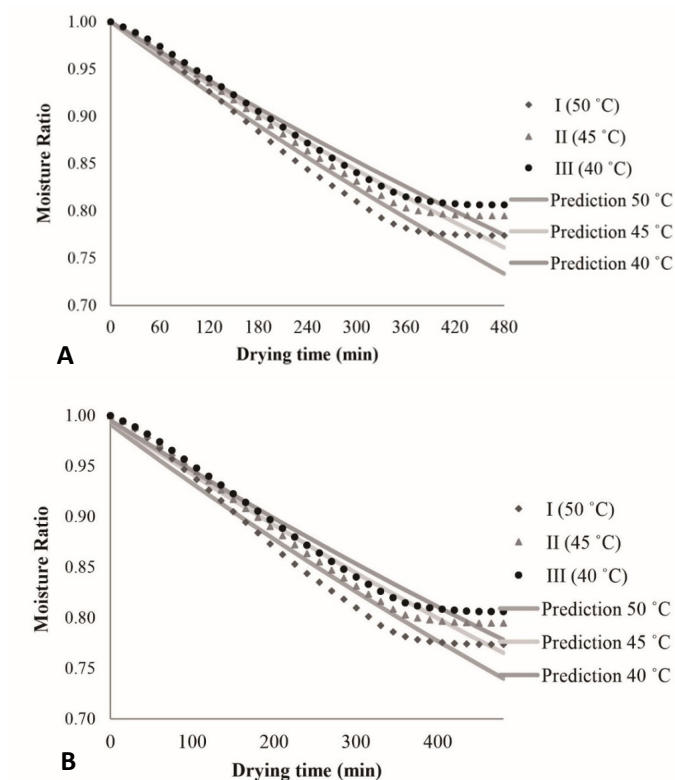 1.00
0.95
0.90
0.85
0.80
0.75
0.70
Moisture Ratio
0 60 120 180 240 300 360 420 480
Drying time (min)
I (50 ˚C)
II (45 ˚C)
III (40 ˚C)
Prediction 50 ˚C
Prediction 45 ˚C
Prediction 40 ˚C
A
1.00
0.95
0.90
0.85
0.80
0.75
0.70
Moisture Ratio
0 100 200 300 400
Drying time (min)
I (50 ˚C)
II (45 ˚C)
III (40 ˚C)
Prediction 50 ˚C
Prediction 45 ˚C
Prediction 40 ˚C
B